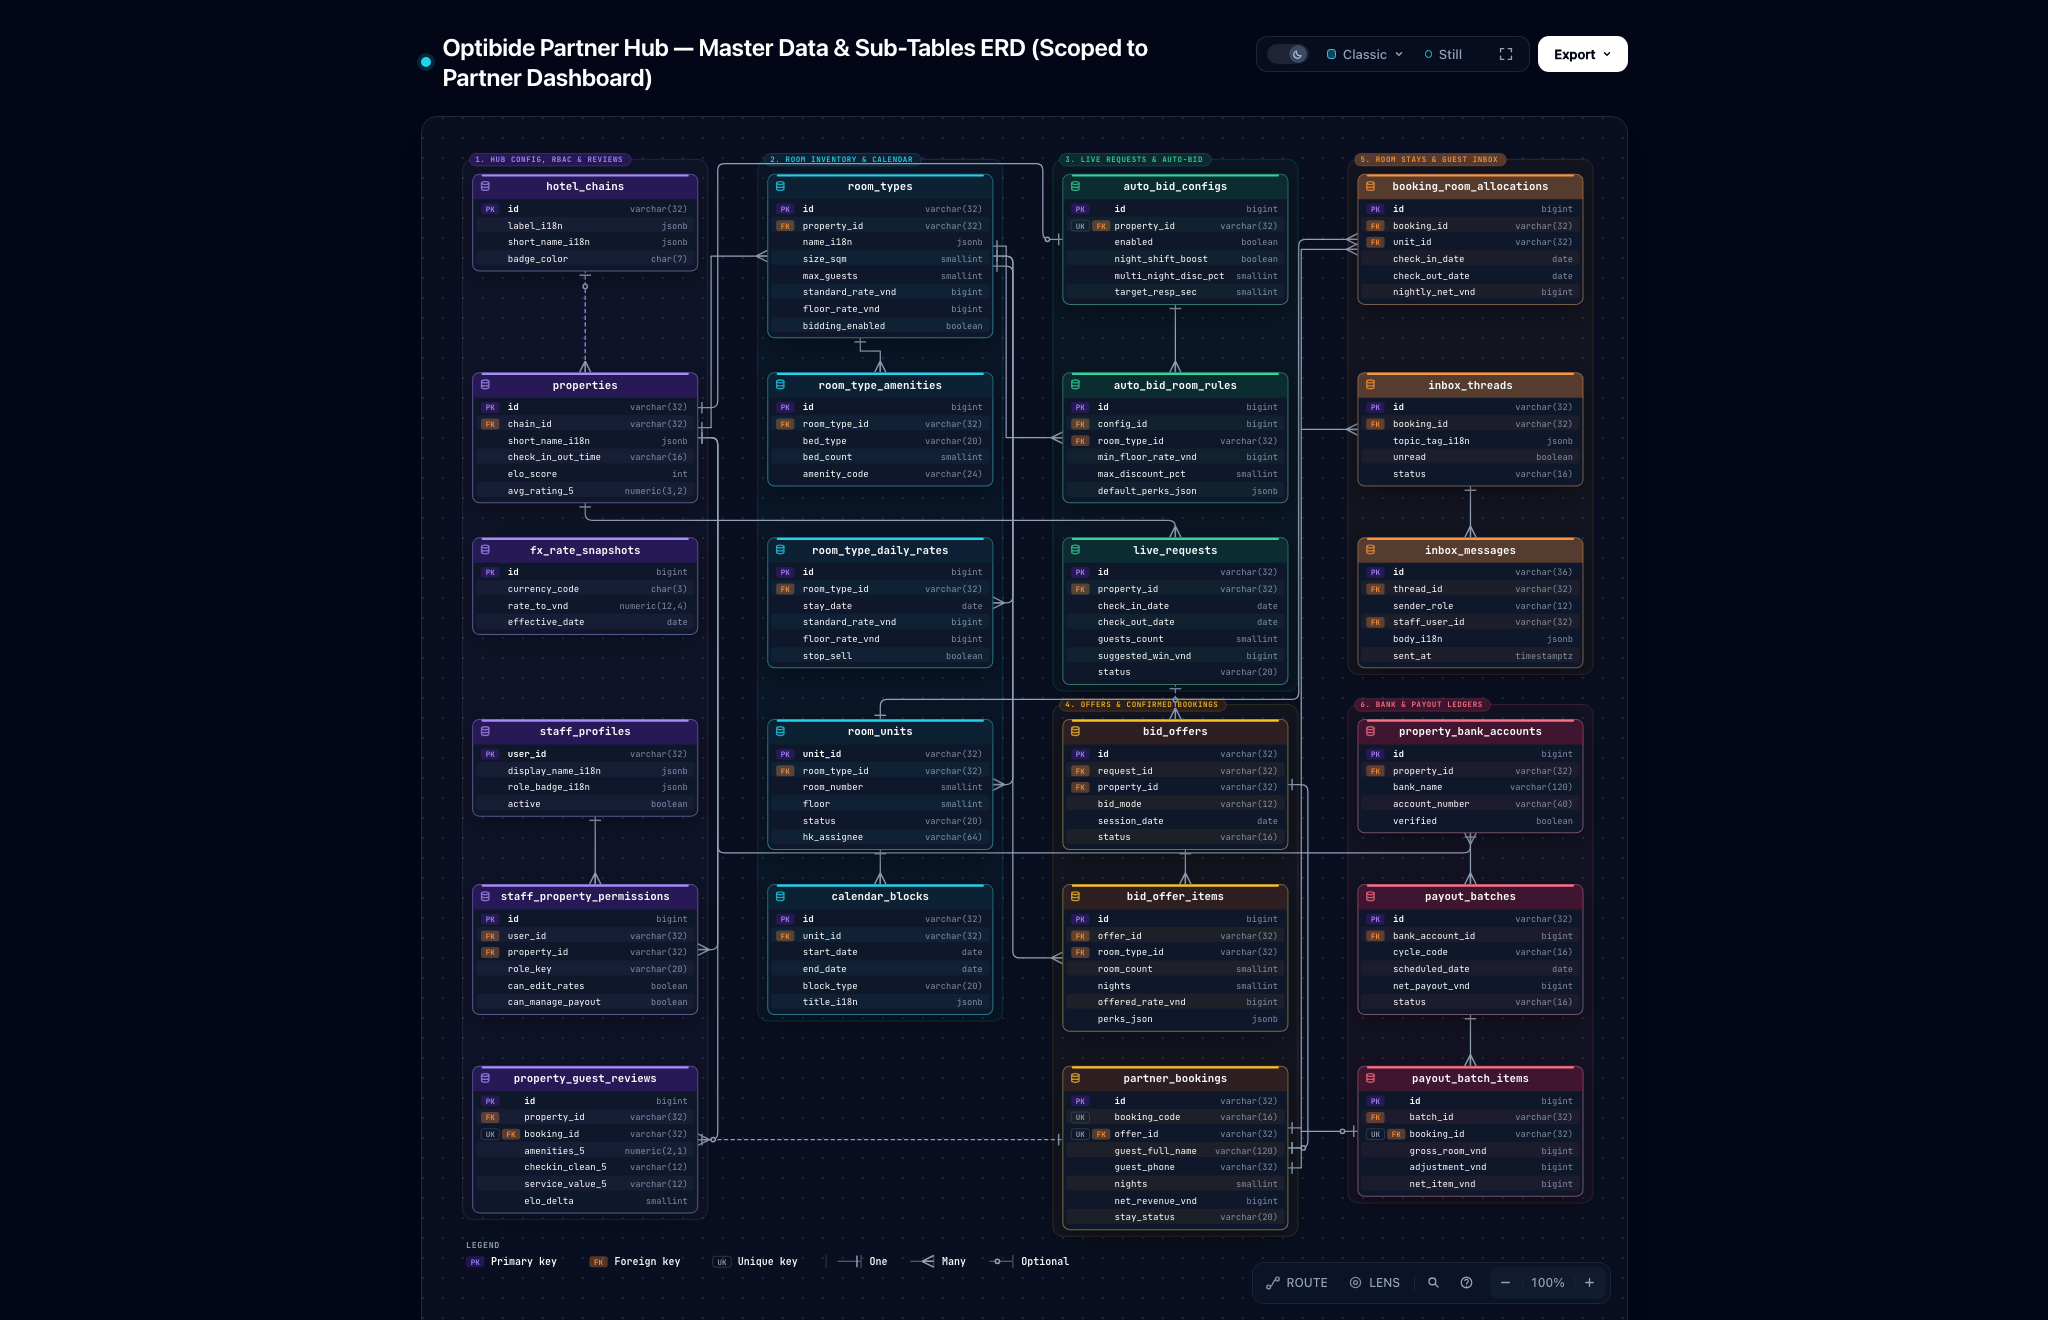 Optibide Partner Hub — Master Data & Sub-Tables ERD (Scoped to
Partner Dashboard)
Classic
Still
Export
1. HUB CONFIG, RBAC & REVIEWS
hotel_chains
PK id varchar(32)
label_i18n jsonb
short_name_i18n jsonb
badge_color char(7)
properties
PK id varchar(32)
FK chain_id varchar(32)
short_name_i18n jsonb
check_in_out_time varchar(16)
elo_score int
avg_rating_5 numeric(3,2)
fx_rate_snapshots
PK id bigint
currency_code char(3)
rate_to_vnd numeric(12,4)
effective_date date
staff_profiles
PK user_id varchar(32)
display_name_i18n jsonb
role_badge_i18n jsonb
active boolean
staff_property_permissions
PK id bigint
FK user_id varchar(32)
FK property_id varchar(32)
role_key varchar(20)
can_edit_rates boolean
can_manage_payout boolean
property_guest_reviews
PK id bigint
FK property_id varchar(32)
UK FK booking_id varchar(32)
amenities_5 numeric(2,1)
checkin_clean_5 varchar(12)
service_value_5 varchar(12)
elo_delta smallint
2. ROOM INVENTORY & CALENDAR
room_types
PK id varchar(32)
FK property_id varchar(32)
name_i18n jsonb
size_sqm smallint
max_guests smallint
standard_rate_vnd bigint
floor_rate_vnd bigint
bidding_enabled boolean
room_type_amenities
PK id bigint
FK room_type_id varchar(32)
bed_type varchar(20)
bed_count smallint
amenity_code varchar(24)
room_type_daily_rates
PK id bigint
FK room_type_id varchar(32)
stay_date date
standard_rate_vnd bigint
floor_rate_vnd bigint
stop_sell boolean
room_units
PK unit_id varchar(32)
FK room_type_id varchar(32)
room_number smallint
floor smallint
status varchar(20)
hk_assignee varchar(64)
calendar_blocks
PK id varchar(32)
FK unit_id varchar(32)
start_date date
end_date date
block_type varchar(20)
title_i18n jsonb
3. LIVE REQUESTS & AUTO-BID
auto_bid_configs
PK id bigint
UK FK property_id varchar(32)
enabled boolean
night_shift_boost boolean
multi_night_disc_pct smallint
target_resp_sec smallint
auto_bid_room_rules
PK id bigint
FK config_id bigint
FK room_type_id varchar(32)
min_floor_rate_vnd bigint
max_discount_pct smallint
default_perks_json jsonb
live_requests
PK id varchar(32)
FK property_id varchar(32)
check_in_date date
check_out_date date
guests_count smallint
suggested_win_vnd bigint
status varchar(20)
4. OFFERS & CONFIRMED BOOKINGS
bid_offers
PK id varchar(32)
FK request_id varchar(32)
FK property_id varchar(32)
bid_mode varchar(12)
session_date date
status varchar(16)
bid_offer_items
PK id bigint
FK offer_id varchar(32)
FK room_type_id varchar(32)
room_count smallint
nights smallint
offered_rate_vnd bigint
perks_json jsonb
partner_bookings
PK id varchar(32)
UK booking_code varchar(16)
UK FK offer_id varchar(32)
guest_full_name varchar(120)
guest_phone varchar(32)
nights smallint
net_revenue_vnd bigint
stay_status varchar(20)
5. ROOM STAYS & GUEST INBOX
booking_room_allocations
PK id bigint
FK booking_id varchar(32)
FK unit_id varchar(32)
check_in_date date
check_out_date date
nightly_net_vnd bigint
inbox_threads
PK id varchar(32)
FK booking_id varchar(32)
topic_tag_i18n jsonb
unread boolean
status varchar(16)
inbox_messages
PK id varchar(36)
FK thread_id varchar(32)
sender_role varchar(12)
FK staff_user_id varchar(32)
body_i18n jsonb
sent_at timestamptz
6. BANK & PAYOUT LEDGERS
property_bank_accounts
PK id bigint
FK property_id varchar(32)
bank_name varchar(120)
account_number varchar(40)
verified boolean
payout_batches
PK id varchar(32)
FK bank_account_id bigint
cycle_code varchar(16)
scheduled_date date
net_payout_vnd bigint
status varchar(16)
payout_batch_items
PK id bigint
FK batch_id varchar(32)
UK FK booking_id varchar(32)
gross_room_vnd bigint
adjustment_vnd bigint
net_item_vnd bigint
LEGEND
PK Primary key
FK Foreign key
UK Unique key
One
Many
Optional
ROUTE
LENS
100%